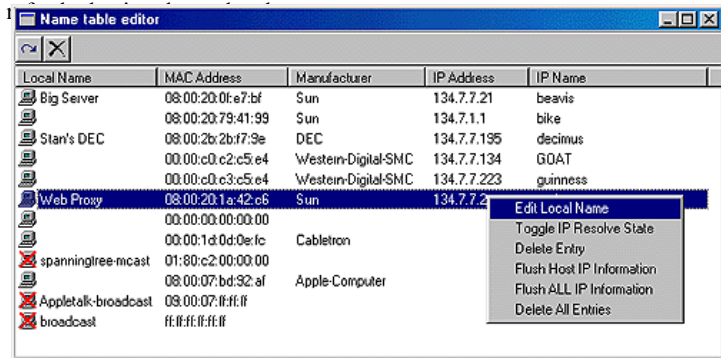 Name table editor
Local Name MAC Address Manufacturer IP Address IP Name
Big Server 08:00:20:0f:e7:bf Sun 134.7.7.21 beavis
08:00:20:79:41:99 Sun 134.7.1.1 bike
Stan's DEC 08:00:2b:2b:f7:9e DEC 134.7.7.195 decimus
00:00:c0:c2:c5:e4 Western-Digital-SMC 134.7.7.134 GOAT
00:00:c0:c3:c5:e4 Western-Digital-SMC 134.7.7.223 guinness
Web Proxy 08:00:20:1a:42:c6 Sun
00:00:00:00:00:00
00:00:1d:0d:0e:fc Cabletron
spanningtree-mcast 01:80:c2:00:00:00
08:00:07:bd:92:af Apple-Computer
Appletalk-broadcast 09:00:07:ff:ff:ff
broadcast ff:ff:ff:ff:ff:ff
Edit Local Name
Toggle IP Resolve State
Delete Entry
Flush Host IP Information
Flush ALL IP Information
Delete All Entries